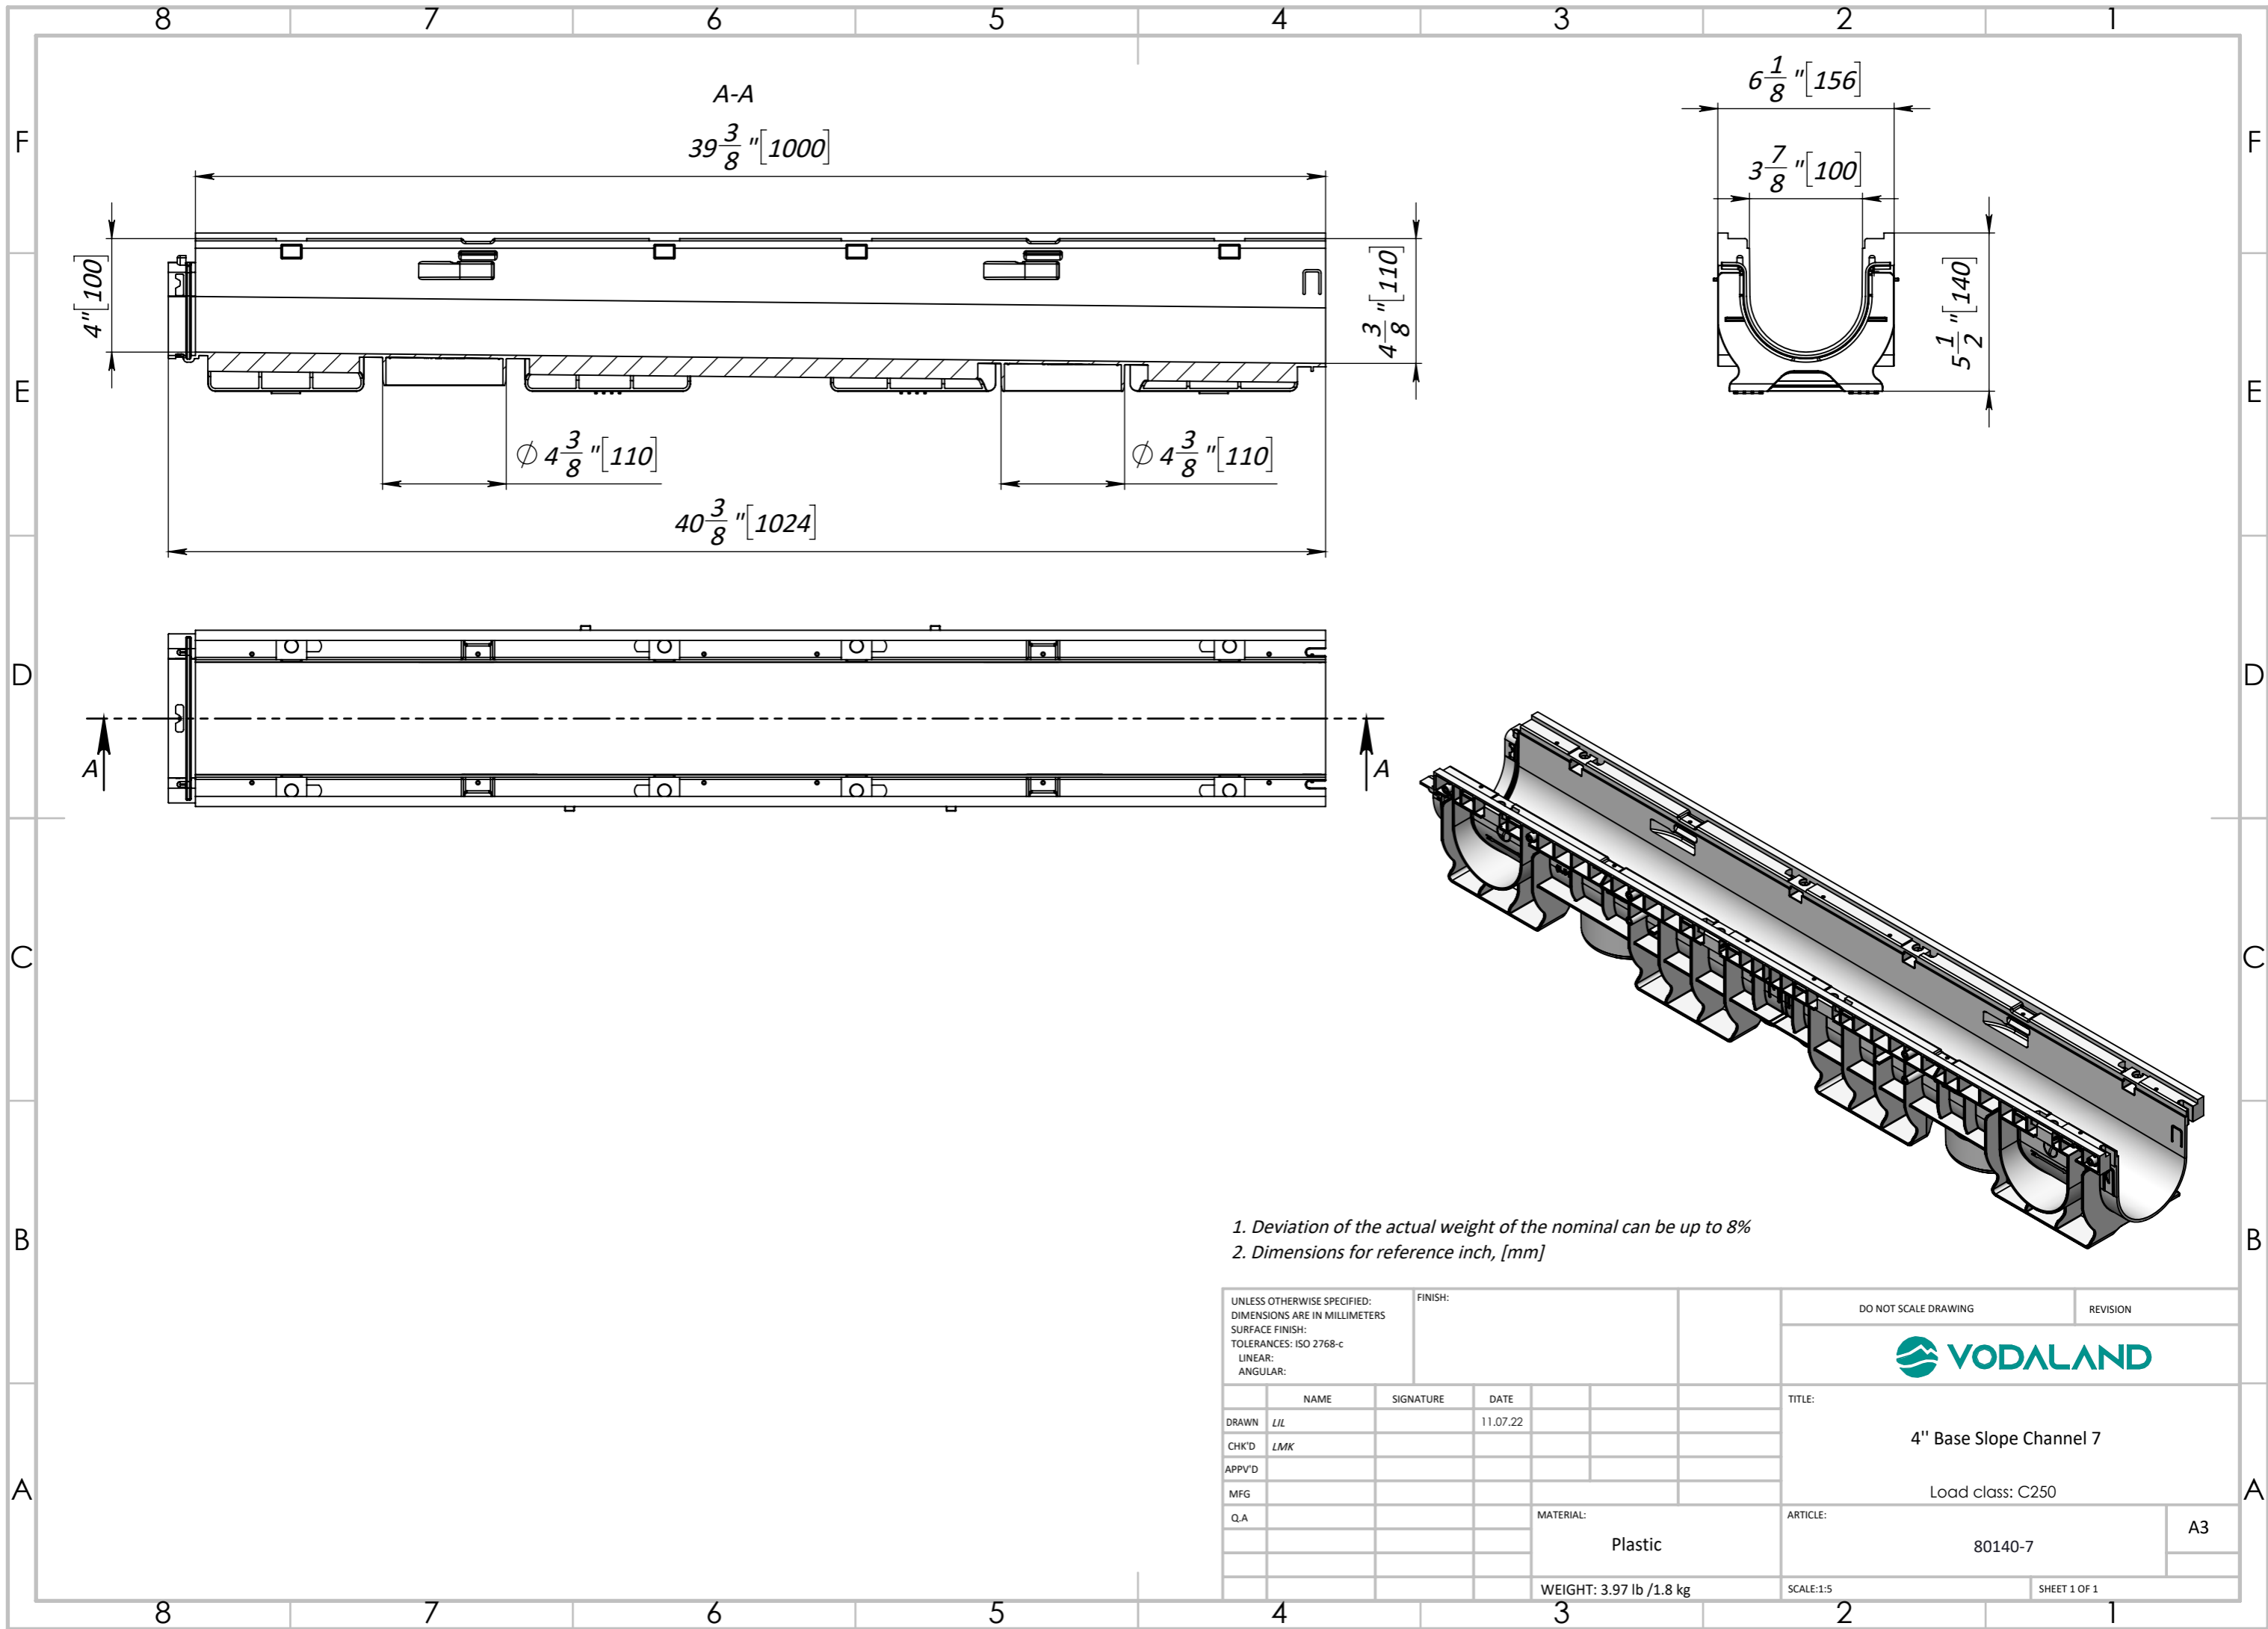 8 7 6 5 4 3 2 1
F F
E E
D D
C C
B B
A A
A-A
39 3/8 "[1000]
4"[100]
4 3/8 "[110]
⌀ 4 3/8 "[110]
⌀ 4 3/8 "[110]
40 3/8 "[1024]
6 1/8 "[156]
3 7/8 "[100]
5 1/2 "[140]
A A
1. Deviation of the actual weight of the nominal can be up to 8%
2. Dimensions for reference inch, [mm]
UNLESS OTHERWISE SPECIFIED:
DIMENSIONS ARE IN MILLIMETERS
SURFACE FINISH:
TOLERANCES: ISO 2768-c
LINEAR:
ANGULAR:
FINISH:
DO NOT SCALE DRAWING
REVISION
VODALAND
NAME SIGNATURE DATE
DRAWN LIL 11.07.22
CHK'D LMK
APPV'D
MFG
Q.A
TITLE:
4'' Base Slope Channel 7
Load class: C250
MATERIAL:
Plastic
ARTICLE:
80140-7
A3
WEIGHT: 3.97 lb /1.8 kg
SCALE:1:5
SHEET 1 OF 1
8 7 6 5 4 3 2 1